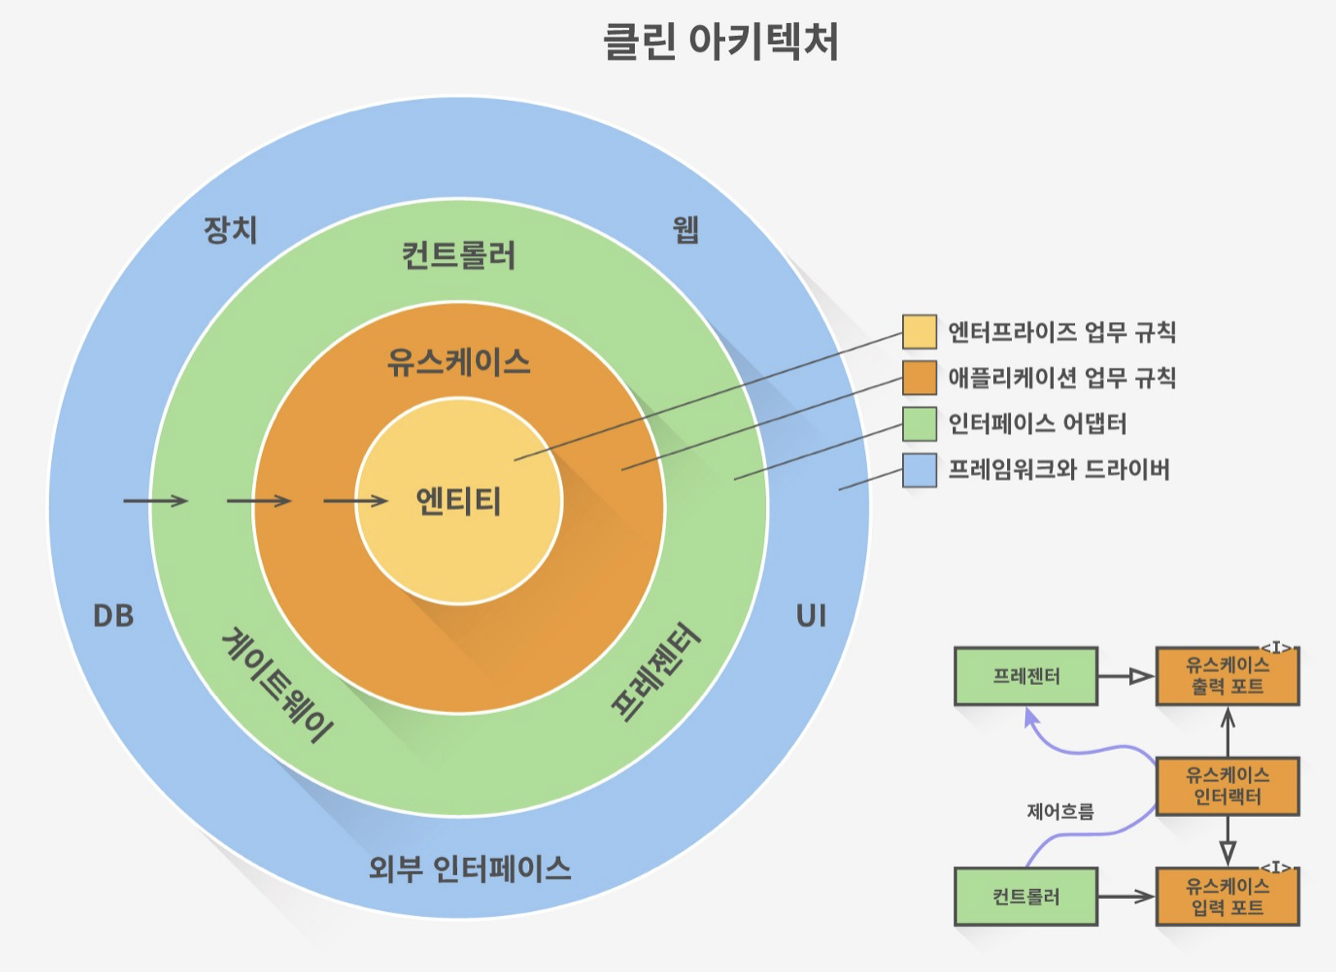 클린 아키텍처
장치
웹
컨트롤러
유스케이스
엔티티
DB
UI
게이트웨이
프레젠터
외부 인터페이스
엔터프라이즈 업무 규칙
애플리케이션 업무 규칙
인터페이스 어댑터
프레임워크와 드라이버
프레젠터
<I>
유스케이스
출력 포트
유스케이스
인터랙터
제어흐름
컨트롤러
<I>
유스케이스
입력 포트